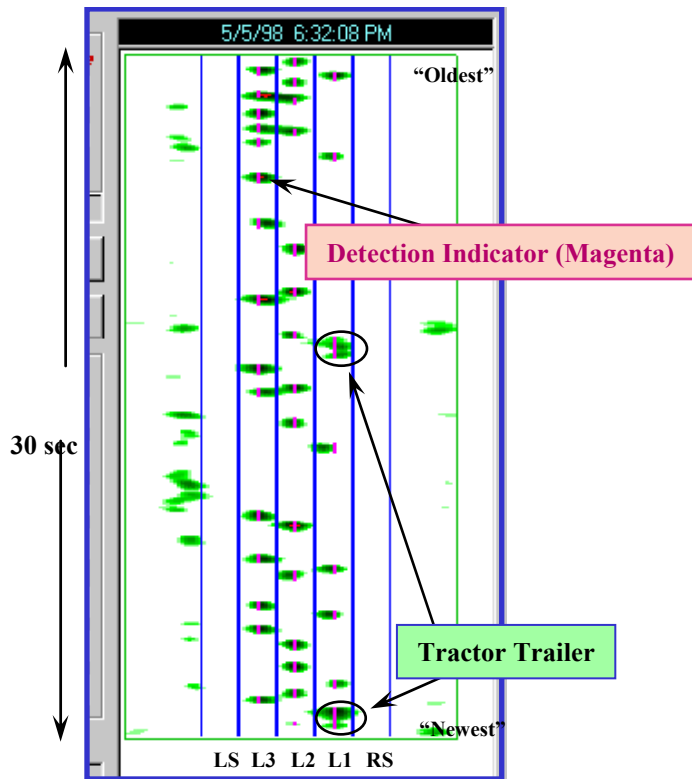 5/5/98 6:32:08 PM
“Oldest”
Detection Indicator (Magenta)
30 sec
Tractor Trailer
“Newest”
LS L3 L2 L1 RS